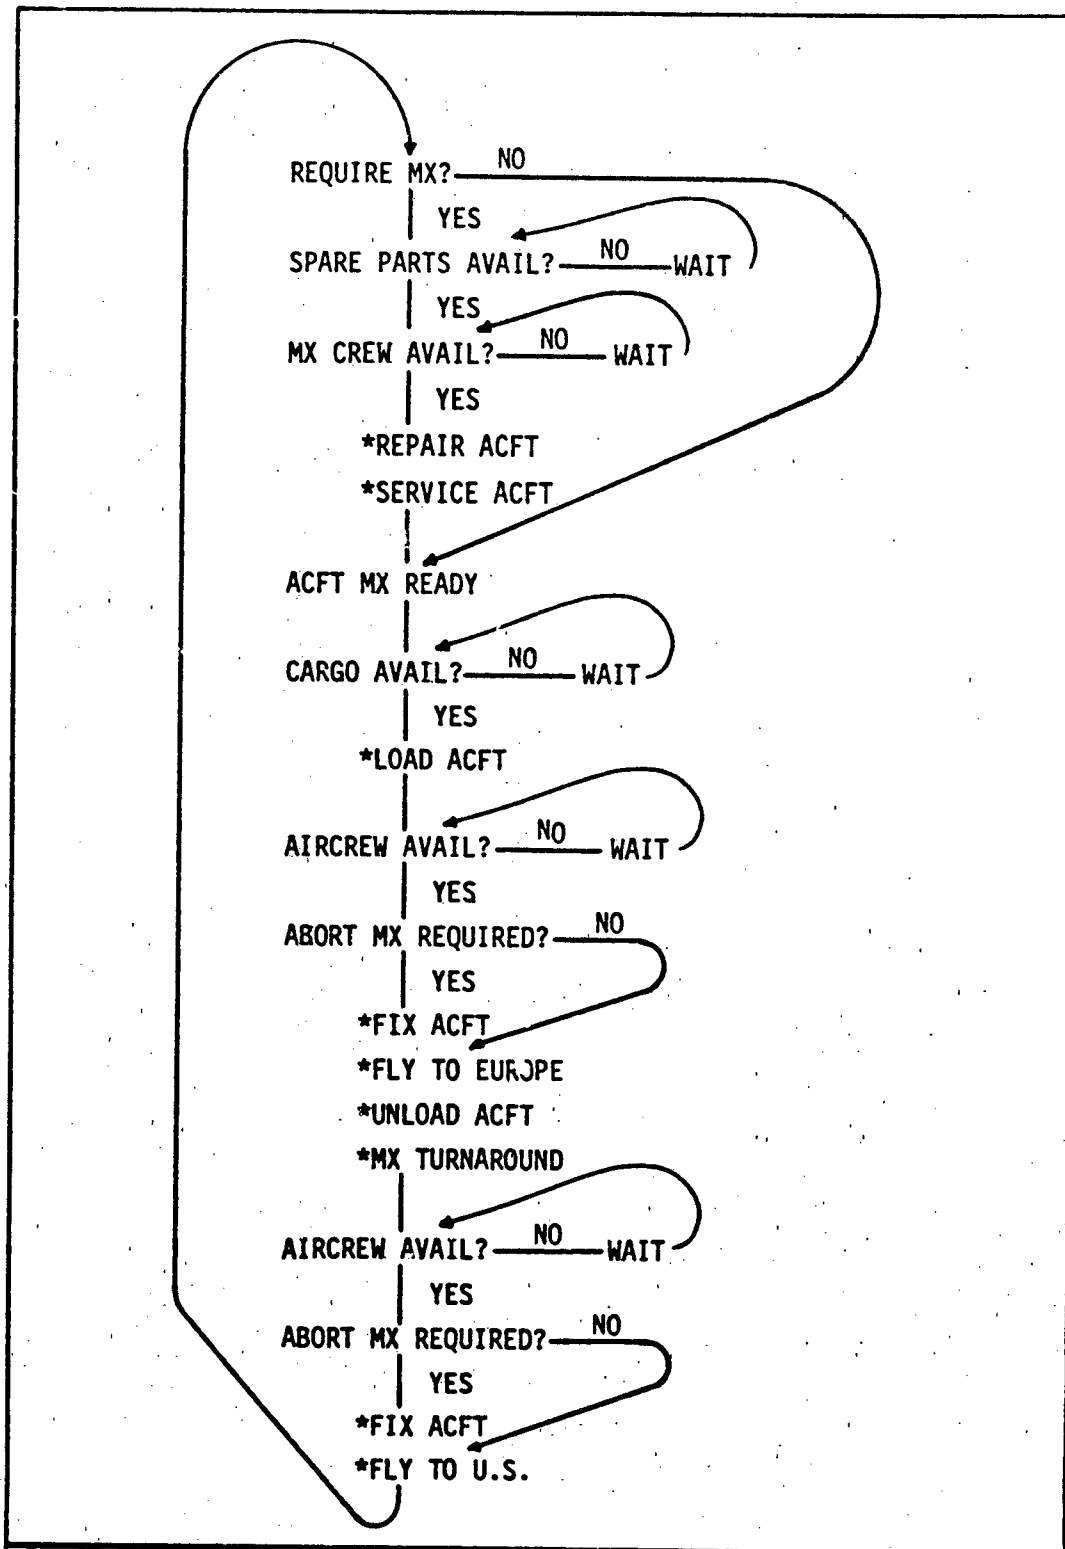 REQUIRE MX? NO
YES
SPARE PARTS AVAIL? NO WAIT
YES
MX CREW AVAIL? NO WAIT
YES
*REPAIR ACFT
*SERVICE ACFT
ACFT MX READY
CARGO AVAIL? NO WAIT
YES
*LOAD ACFT
AIRCREW AVAIL? NO WAIT
YES
ABORT MX REQUIRED? NO
YES
*FIX ACFT
*FLY TO EUROPE
*UNLOAD ACFT
*MX TURNAROUND
AIRCREW AVAIL? NO WAIT
YES
ABORT MX REQUIRED? NO
YES
*FIX ACFT
*FLY TO U.S.